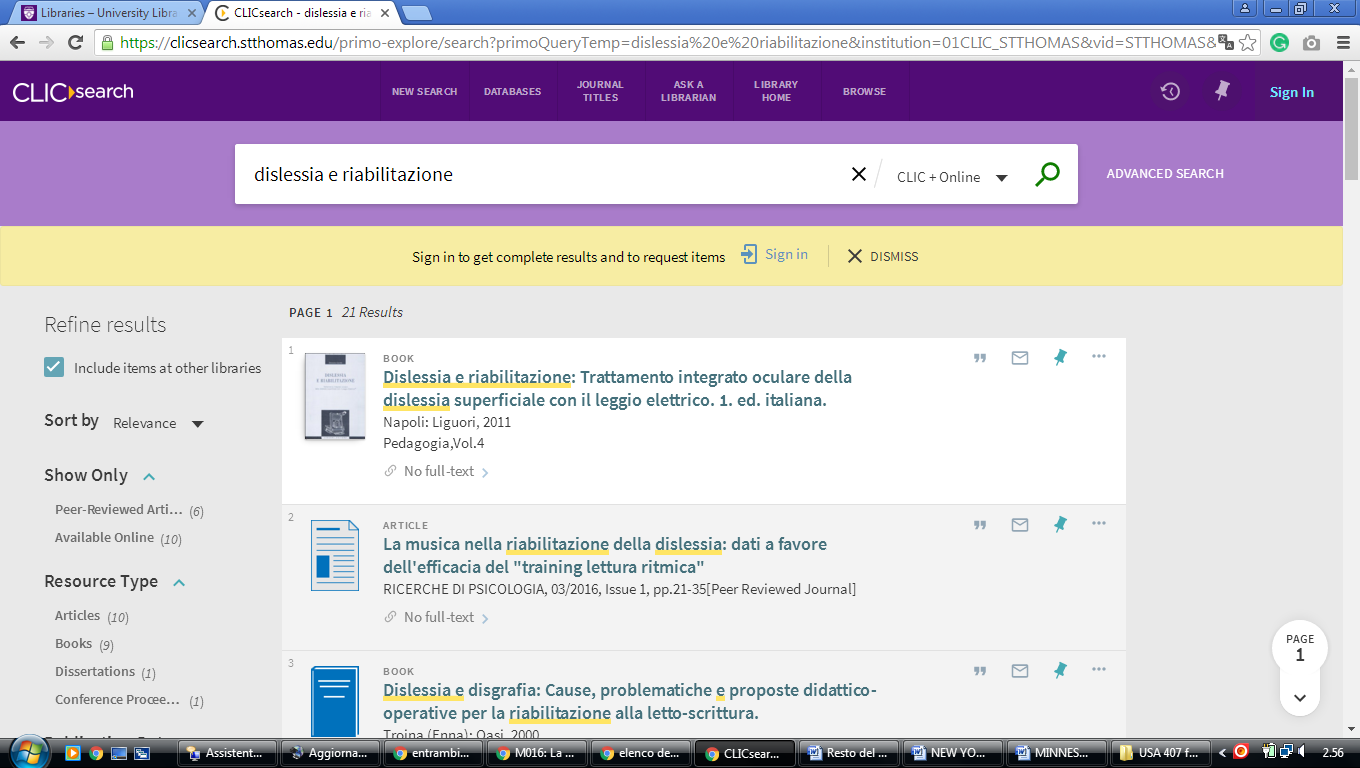 Libraries – University Libra
CLICsearch - dislessia e ria
https://clicsearch.stthomas.edu/primo-explore/search?primoQueryTemp=dislessia%20e%20riabilitazione&institution=01CLIC_STTHOMAS&vid=STTHOMAS&
CLICsearch
NEW SEARCH
DATABASES
JOURNAL
TITLES
ASK A
LIBRARIAN
LIBRARY
HOME
BROWSE
Sign In
dislessia e riabilitazione
CLIC + Online
ADVANCED SEARCH
Sign in to get complete results and to request items
Sign in
DISMISS
Refine results
Include items at other libraries
Sort by Relevance
Show Only
Peer-Reviewed Arti... (6)
Available Online (10)
Resource Type
Articles (10)
Books (9)
Dissertations (1)
Conference Procee... (1)
PAGE 1 21 Results
1
DISLESSIA
E RIABILITAZIONE
BOOK
Dislessia e riabilitazione: Trattamento integrato oculare della
dislessia superficiale con il leggio elettrico. 1. ed. italiana.
Napoli: Liguori, 2011
Pedagogia,Vol.4
No full-text
2
ARTICLE
La musica nella riabilitazione della dislessia: dati a favore
dell'efficacia del "training lettura ritmica"
RICERCHE DI PSICOLOGIA, 03/2016, Issue 1, pp.21-35[Peer Reviewed Journal]
No full-text
3
BOOK
Dislessia e disgrafia: Cause, problematiche e proposte didattico-
operative per la riabilitazione alla letto-scrittura.
Troina (Enna): Oasi, 2000
PAGE
1
Assistent...
Aggiorna...
entrambi...
M016: La ...
elenco de...
CLICsear...
Resto del ...
NEW YO...
MINNES...
USA 407 f...
2.56